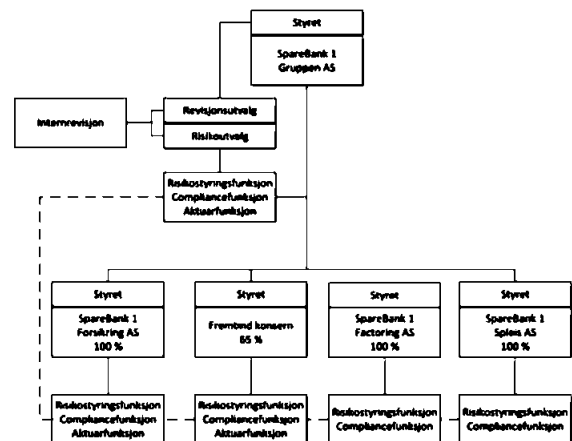 Styret
SpareBank 1
Gruppen AS
Internrevisjon
Revisjonsutvalg
Risikoutvalg
Risikostyringsfunksjon
Compliancefunksjon
Aktuarfunksjon
Styret
SpareBank 1
Forsikring AS
100 %
Styret
Fremtind konsern
65 %
Styret
SpareBank 1
Factoring AS
100 %
Styret
SpareBank 1
Spleis AS
100 %
Risikostyringsfunksjon
Compliancefunksjon
Aktuarfunksjon
Risikostyringsfunksjon
Compliancefunksjon
Aktuarfunksjon
Risikostyringsfunksjon
Compliancefunksjon
Risikostyringsfunksjon
Compliancefunksjon